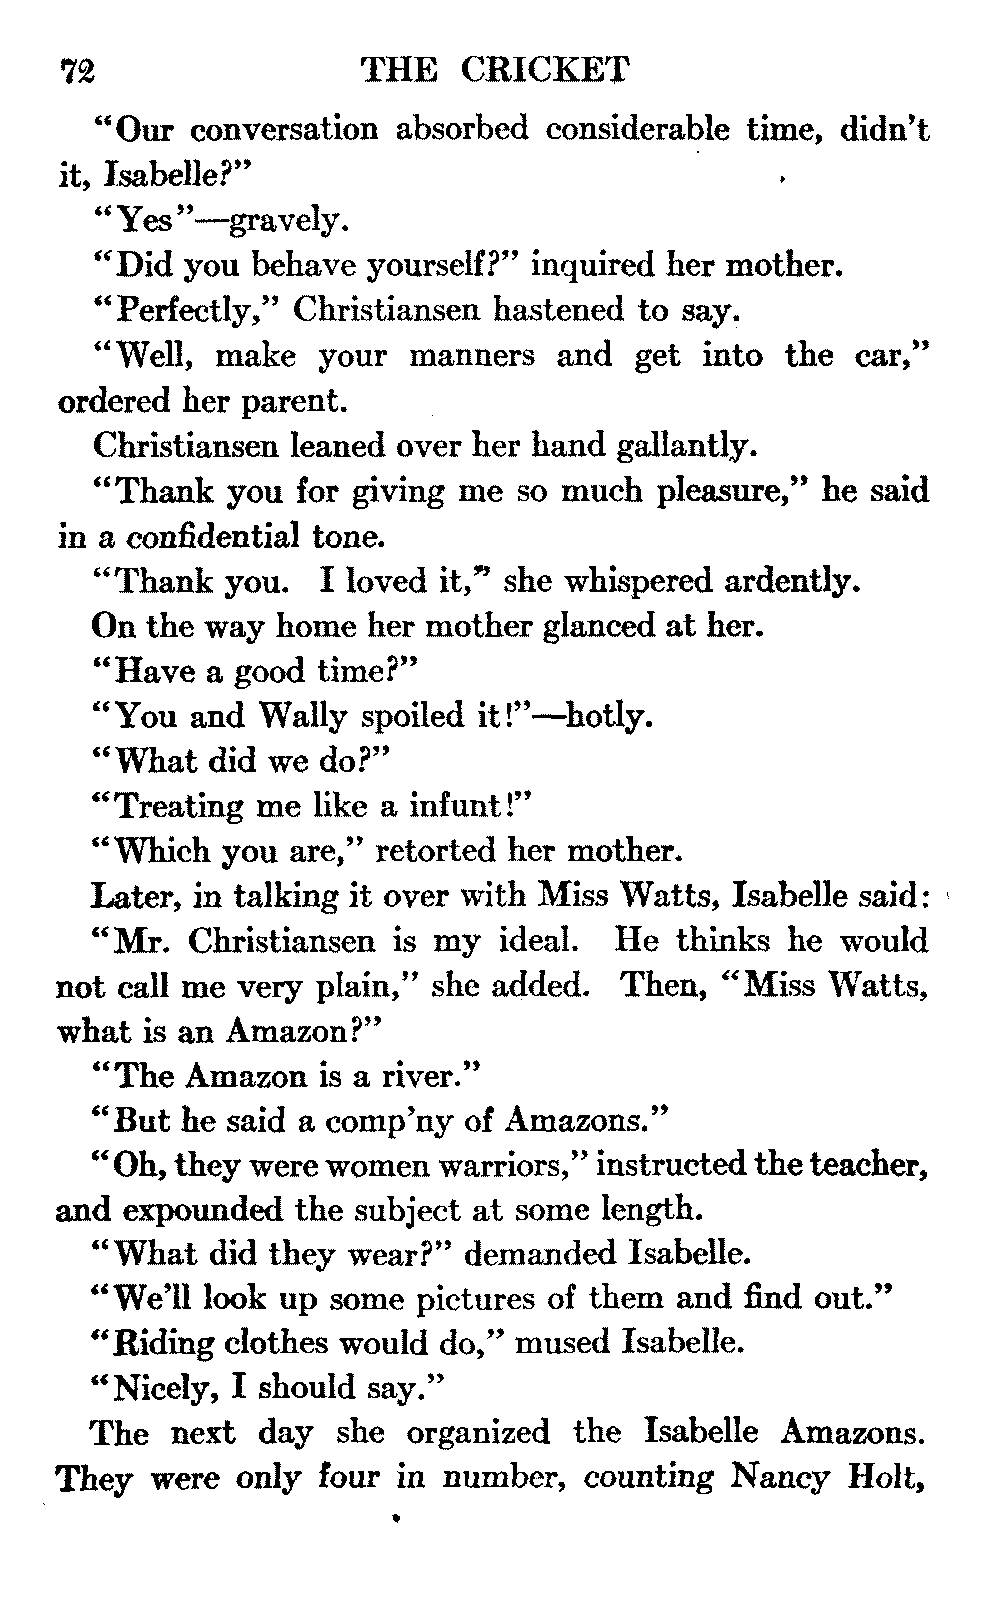 72 THE CRICKET
“Our conversation absorbed considerable time, didn’t
it, Isabelle?”
“Yes”—gravely.
“Did you behave yourself?” inquired her mother.
“Perfectly,” Christiansen hastened to say.
“Well, make your manners and get into the car,”
ordered her parent.
Christiansen leaned over her hand gallantly.
“Thank you for giving me so much pleasure,” he said
in a confidential tone.
“Thank you. I loved it,” she whispered ardently.
On the way home her mother glanced at her.
“Have a good time?”
“You and Wally spoiled it!”—hotly.
“What did we do?”
“Treating me like a infunt!”
“Which you are,” retorted her mother.
Later, in talking it over with Miss Watts, Isabelle said:
“Mr. Christiansen is my ideal. He thinks he would
not call me very plain,” she added. Then, “Miss Watts,
what is an Amazon?”
“The Amazon is a river.”
“But he said a comp’ny of Amazons.”
“Oh, they were women warriors,” instructed the teacher,
and expounded the subject at some length.
“What did they wear?” demanded Isabelle.
“We’ll look up some pictures of them and find out.”
“Riding clothes would do,” mused Isabelle.
“Nicely, I should say.”
The next day she organized the Isabelle Amazons.
They were only four in number, counting Nancy Holt,